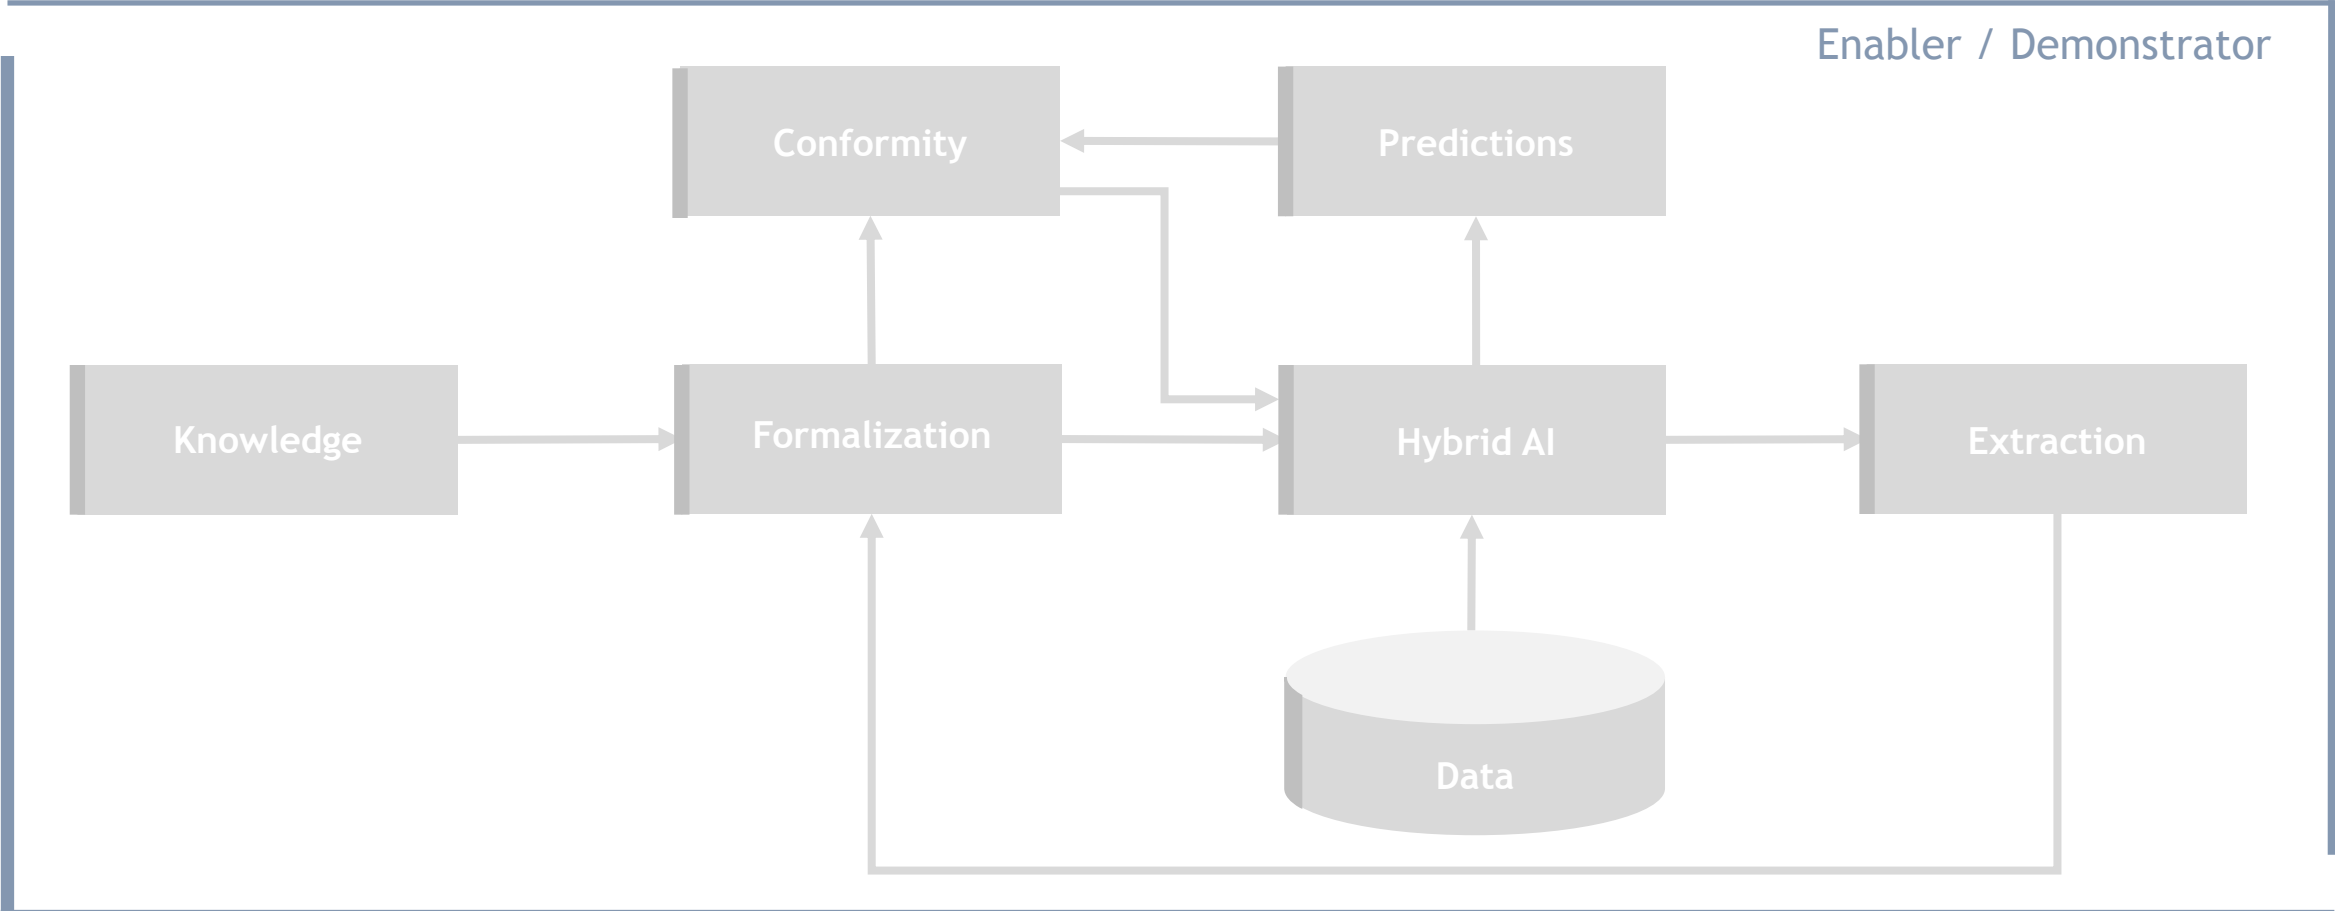 Enabler / Demonstrator
Conformity
Predictions
Knowledge
Formalization
Hybrid AI
Extraction
Data